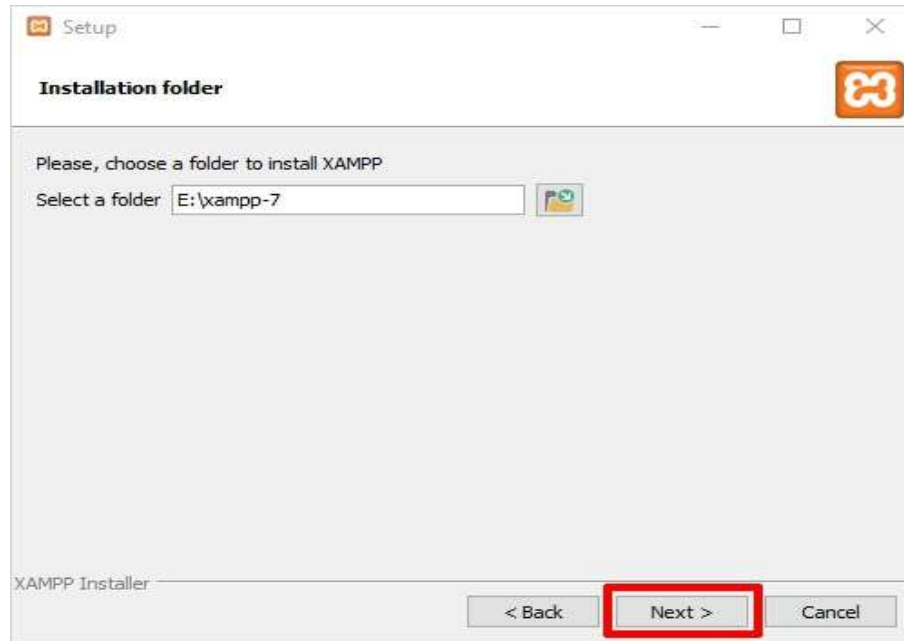 Setup
Installation folder
Please, choose a folder to install XAMPP
Select a folder E:\xampp-7
XAMPP Installer
< Back Next > Cancel